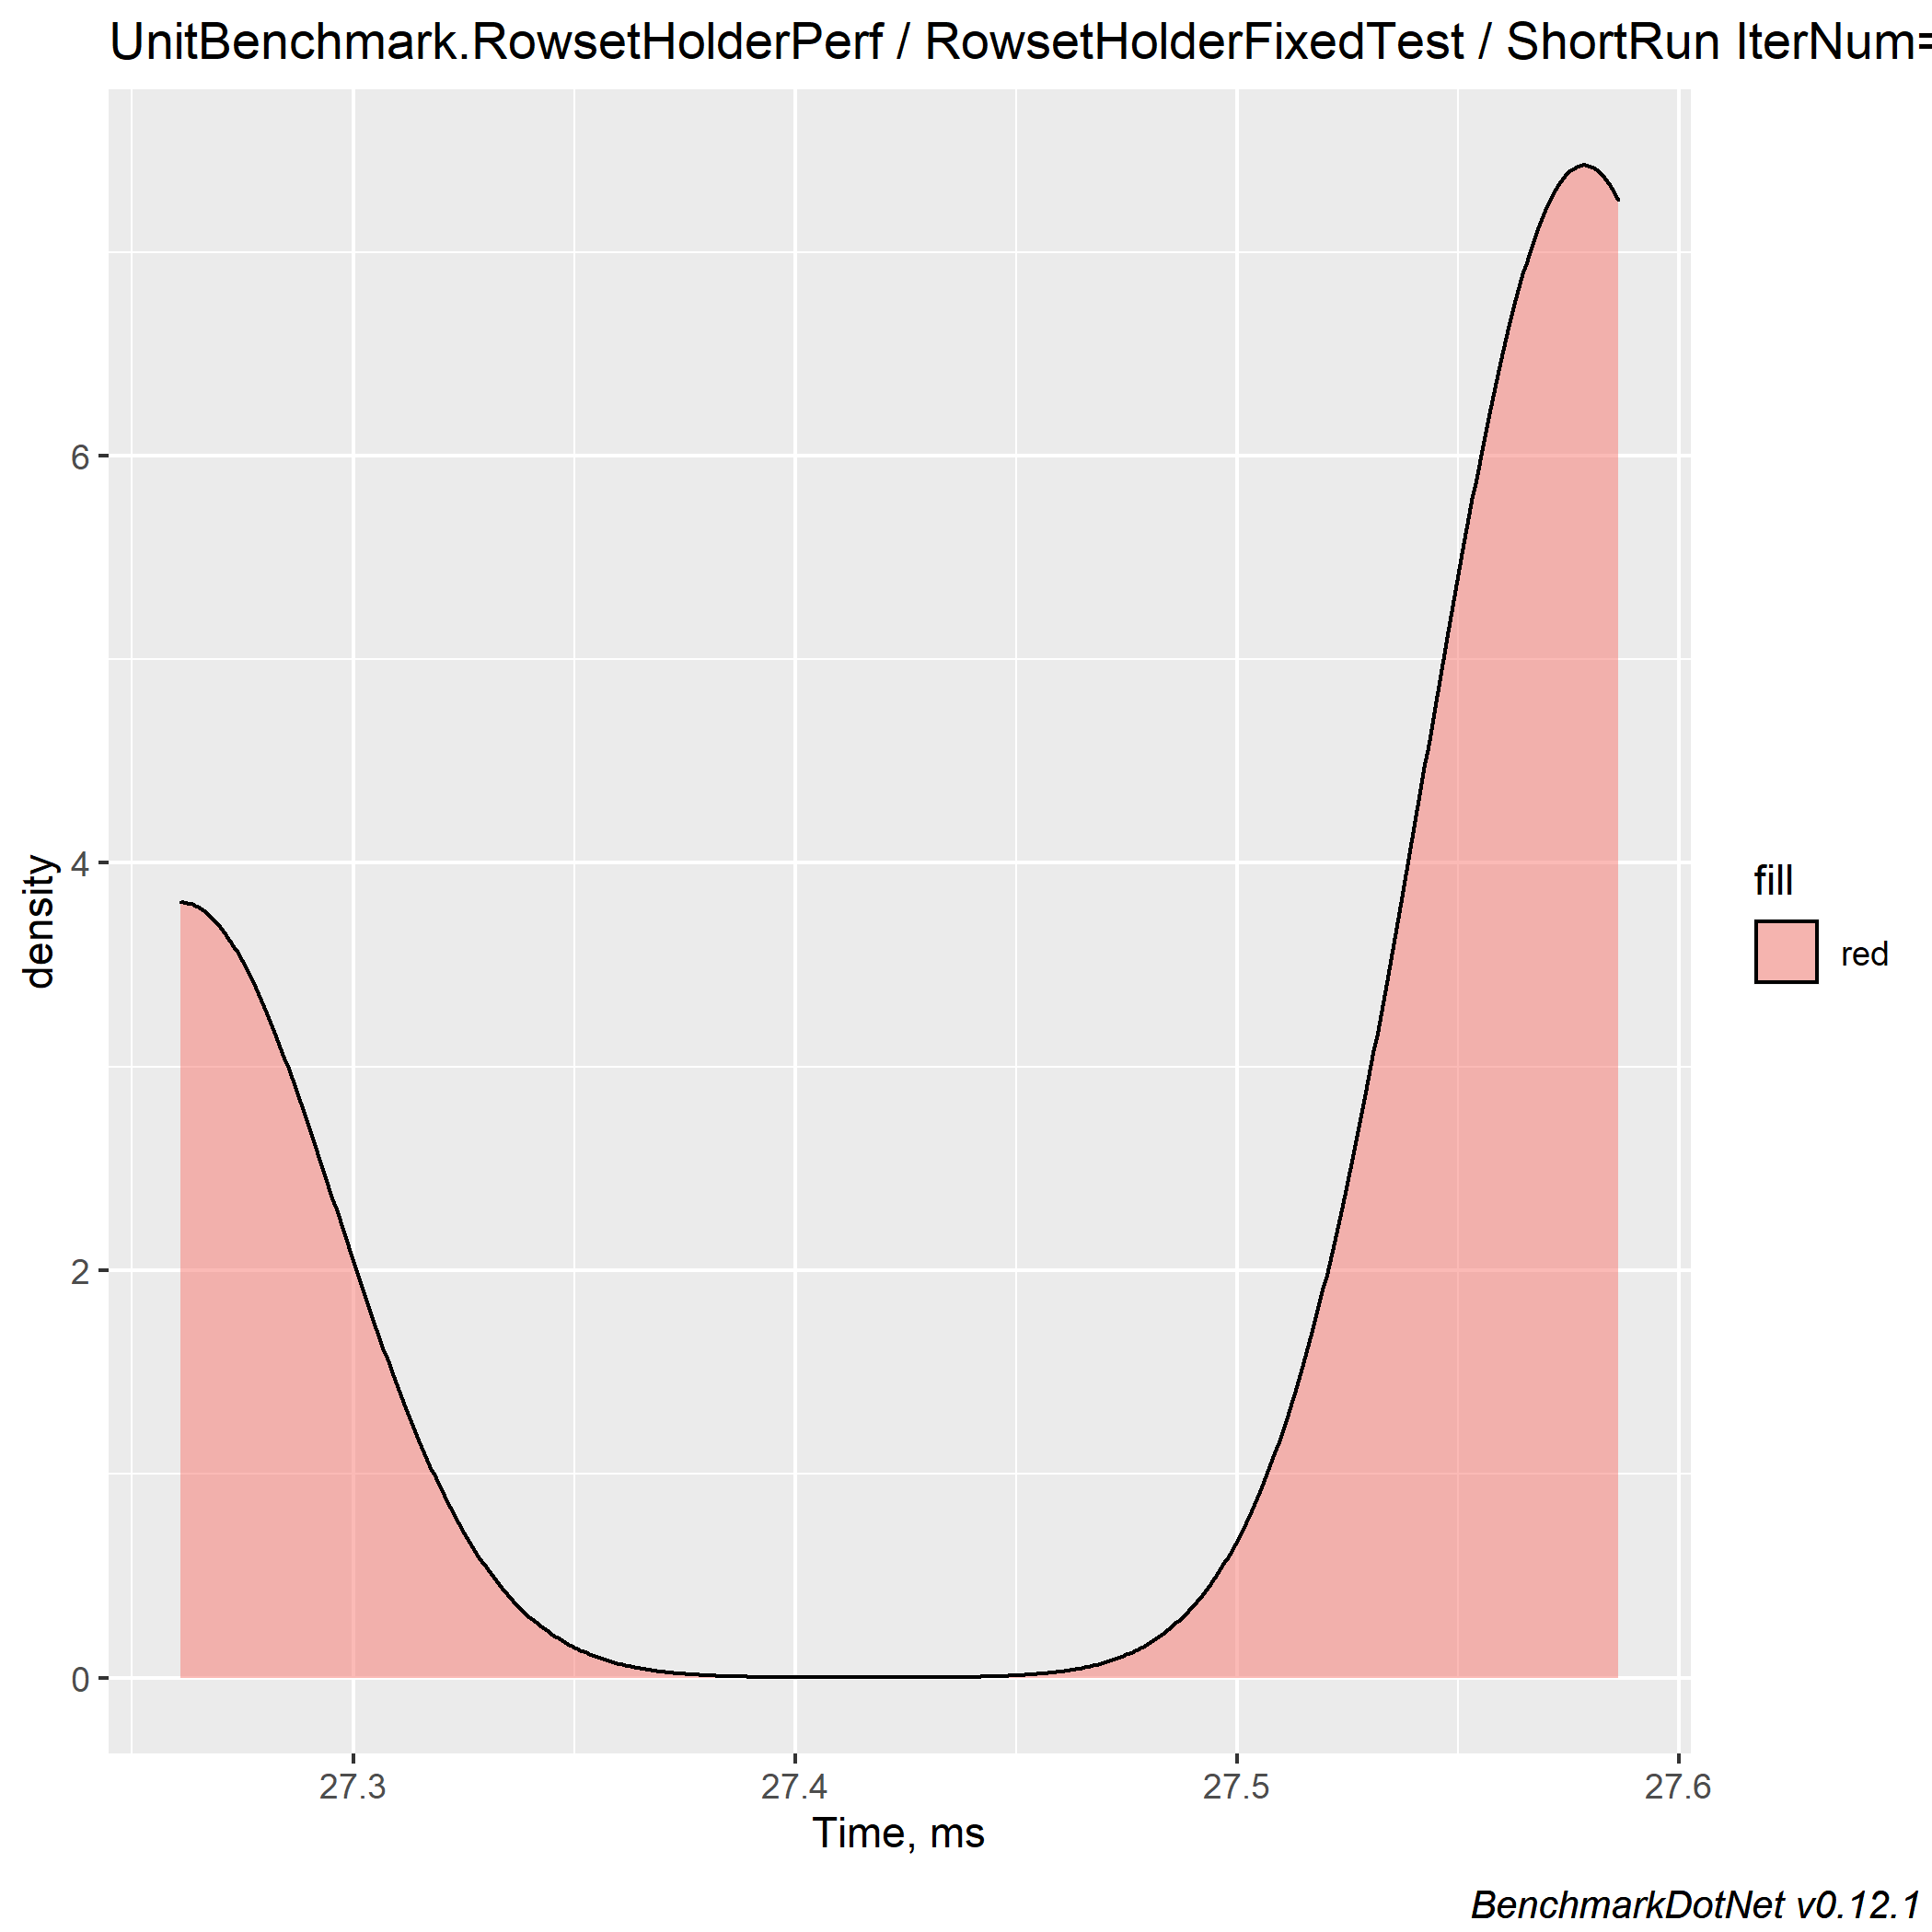 UnitBenchmark.RowsetHolderPerf / RowsetHolderFixedTest / ShortRun IterNum=
density
6
4
2
0
27.3 27.4 27.5 27.6
Time, ms
fill
red
BenchmarkDotNet v0.12.1